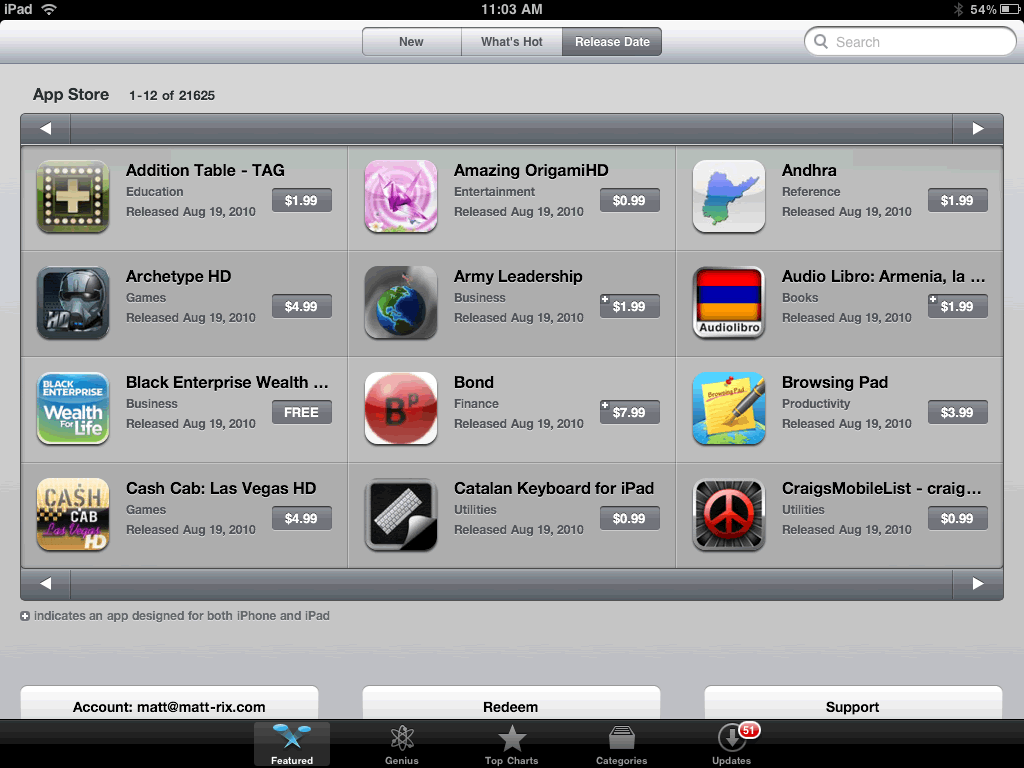 iPad 11:03 AM 54%
New What's Hot Release Date Search
App Store 1-12 of 21625
Addition Table - TAG
Education
Released Aug 19, 2010
$1.99
Amazing OrigamiHD
Entertainment
Released Aug 19, 2010
$0.99
Andhra
Reference
Released Aug 19, 2010
$1.99
HD
Archetype HD
Games
Released Aug 19, 2010
$4.99
Army Leadership
Business
Released Aug 19, 2010
$1.99
Audiolibro
Audio Libro: Armenia, la ...
Books
Released Aug 19, 2010
$1.99
BLACK
ENTERPRISE
Wealth
For Life
Black Enterprise Wealth ...
Business
Released Aug 19, 2010
FREE
BP
Bond
Finance
Released Aug 19, 2010
$7.99
Browsing Pad
Browsing Pad
Productivity
Released Aug 19, 2010
$3.99
CASH
CAB
Las Vegas
HD
Cash Cab: Las Vegas HD
Games
Released Aug 19, 2010
$4.99
Catalan Keyboard for iPad
Utilities
Released Aug 19, 2010
$0.99
CraigsMobileList - craig...
Utilities
Released Aug 19, 2010
$0.99
indicates an app designed for both iPhone and iPad
Account: matt@matt-rix.com Redeem Support
51
Featured Genius Top Charts Categories Updates